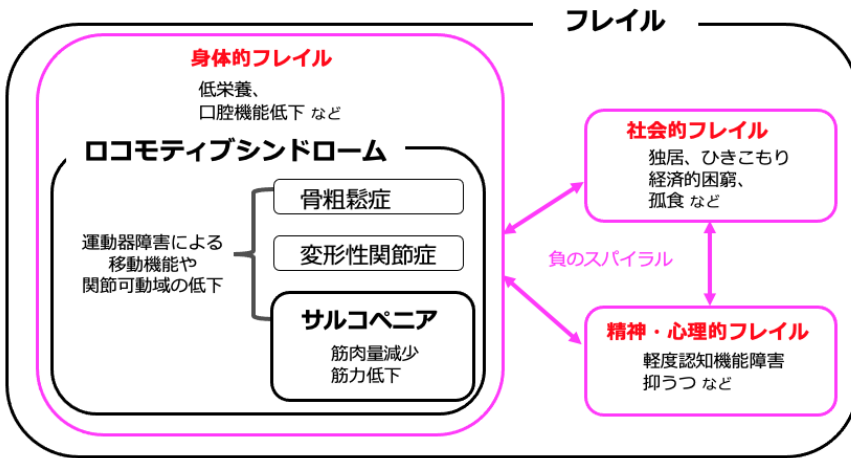 フレイル
身体的フレイル
低栄養、
口腔機能低下 など
ロコモティブシンドローム
運動器障害による
移動機能や
関節可動域の低下
骨粗鬆症
変形性関節症
サルコペニア
筋肉量減少
筋力低下
社会的フレイル
独居、ひきこもり
経済的困窮、
孤食 など
負のスパイラル
精神・心理的フレイル
軽度認知機能障害
抑うつ など